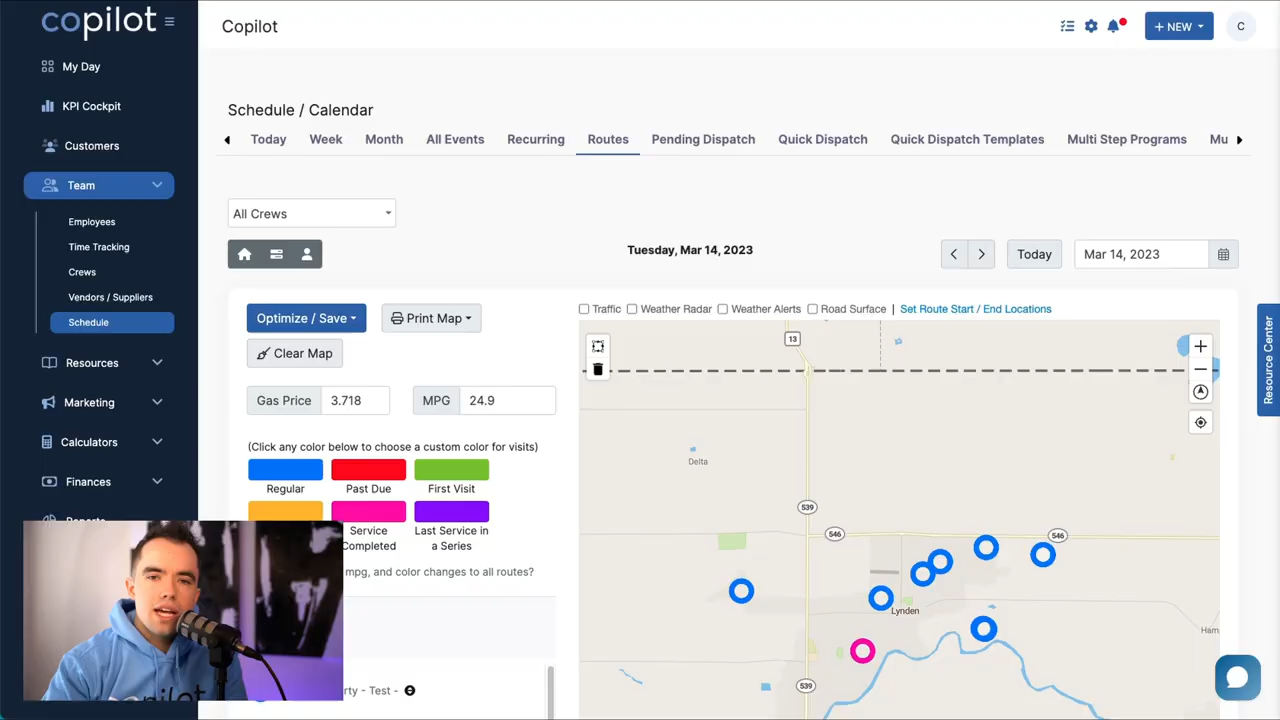 copilot
Copilot
+ NEW
C
My Day
KPI Cockpit
Customers
Team
Employees
Time Tracking
Crews
Vendors / Suppliers
Schedule
Resources
Marketing
Calculators
Finances
Reports
Schedule / Calendar
Today Week Month All Events Recurring Routes Pending Dispatch Quick Dispatch Quick Dispatch Templates Multi Step Programs Mu
All Crews
Tuesday, Mar 14, 2023
Today
Mar 14, 2023
Optimize / Save
Print Map
Clear Map
Gas Price 3.718
MPG 24.9
(Click any color below to choose a custom color for visits)
Regular Past Due First Visit
Service Completed
Last Service in a Series
mpg, and color changes to all routes?
rty - Test -
Traffic Weather Radar Weather Alerts Road Surface | Set Route Start / End Locations
13
Delta
539
546
546
Lynden
Ham
539
Resource Center
copilot